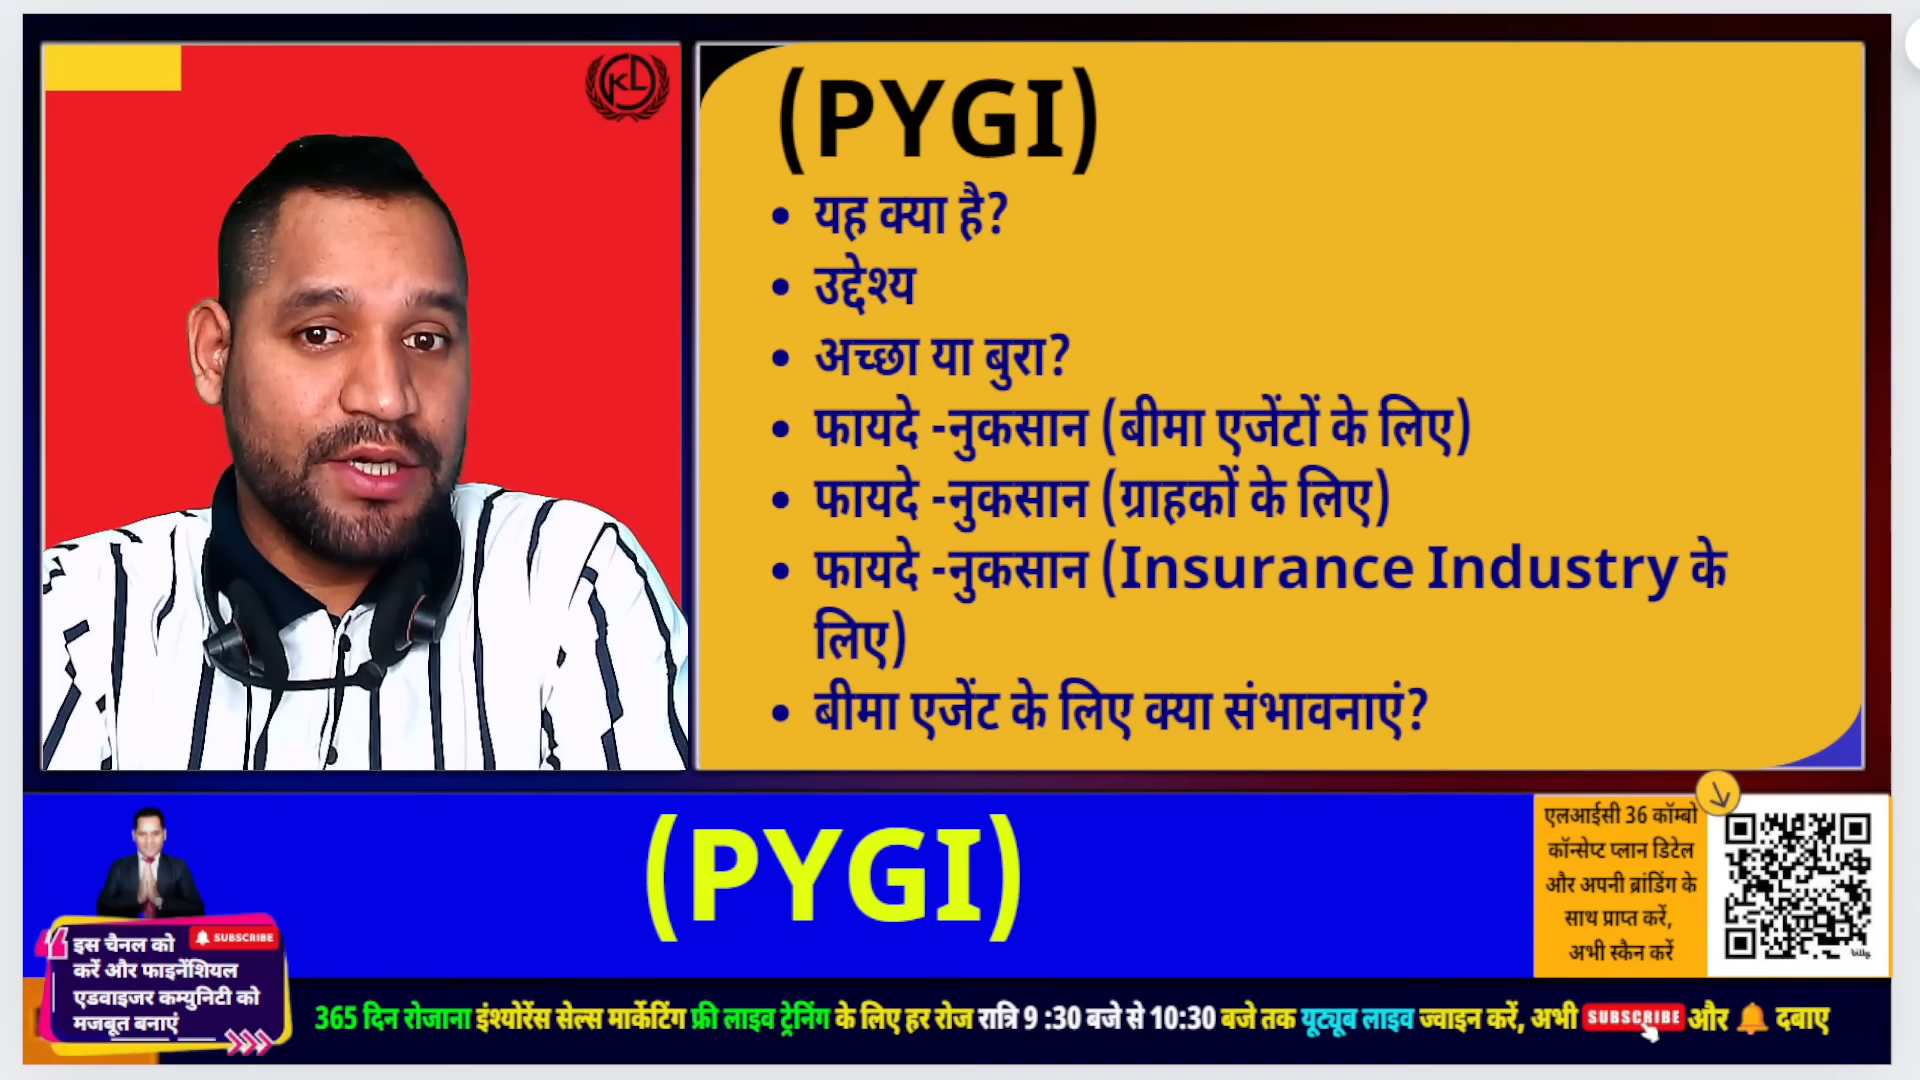 KLD
(PYGI)
• यह क्या है?
• उद्देश्य
• अच्छा या बुरा?
• फायदे -नुकसान (बीमा एजेंटों के लिए)
• फायदे -नुकसान (ग्राहकों के लिए)
• फायदे -नुकसान (Insurance Industry के
लिए)
• बीमा एजेंट के लिए क्या संभावनाएं?
(PYGI)
एलआईसी 36 कॉम्बो
कॉन्सेप्ट प्लान डिटेल
और अपनी ब्रांडिंग के
साथ प्राप्त करें,
अभी स्कैन करें
bitly
इस चैनल को SUBSCRIBE
करें और फाइनेंशियल
एडवाइजर कम्युनिटी को
मजबूत बनाएं
365 दिन रोजाना इंश्योरेंस सेल्स मार्केटिंग फ्री लाइव ट्रेनिंग के लिए हर रोज रात्रि 9 :30 बजे से 10:30 बजे तक यूट्यूब लाइव ज्वाइन करें, अभी SUBSCRIBE और दबाए